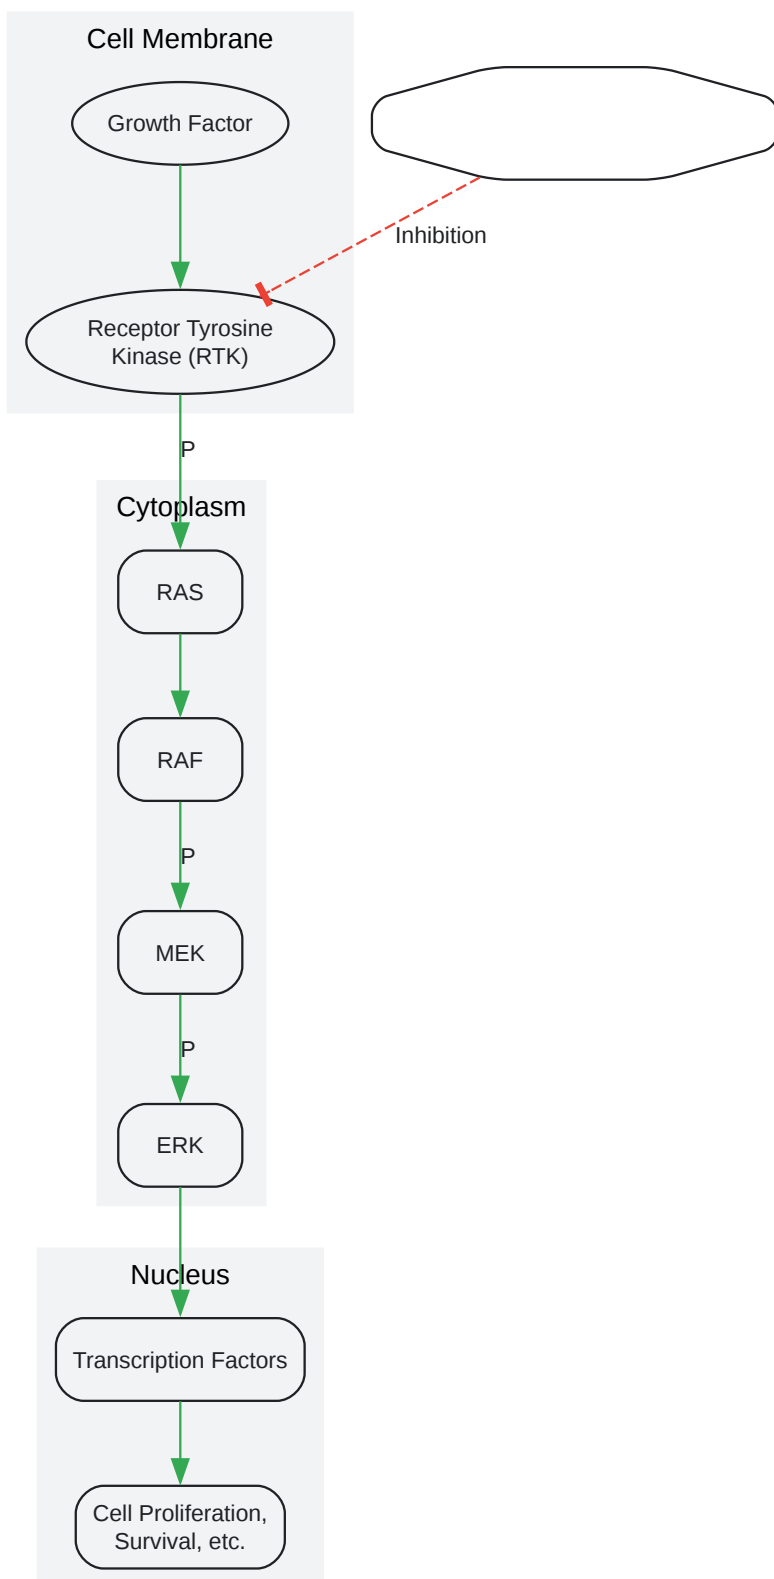 Cell Membrane
Growth Factor
Inhibition
Receptor Tyrosine
Kinase (RTK)
P
Cytoplasm
RAS
RAF
P
MEK
P
ERK
Nucleus
Transcription Factors
Cell Proliferation,
Survival, etc.